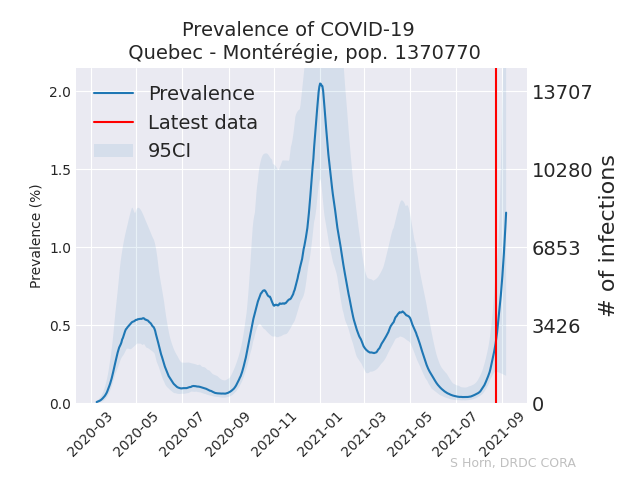 Prevalence of COVID-19
Quebec - Montérégie, pop. 1370770
Prevalence
Latest data
95CI
Prevalence (%)
2.0
1.5
1.0
0.5
0.0
13707
10280
6853
3426
0
# of infections
2020-03
2020-05
2020-07
2020-09
2020-11
2021-01
2021-03
2021-05
2021-07
2021-09
S Horn, DRDC CORA